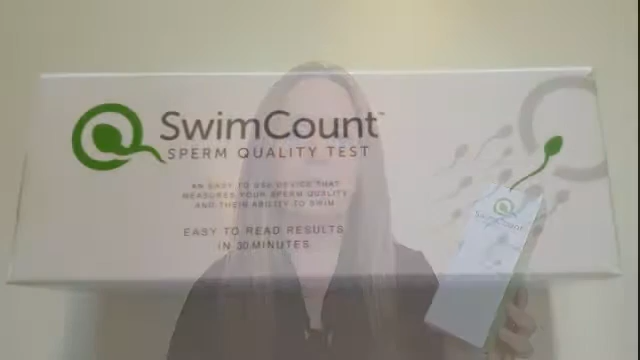 SwimCount™
SPERM QUALITY TEST
AN EASY TO USE DEVICE THAT
MEASURES YOUR SPERM QUALITY
AND THEIR ABILITY TO SWIM
EASY TO READ RESULTS
IN 30 MINUTES
SwimCount